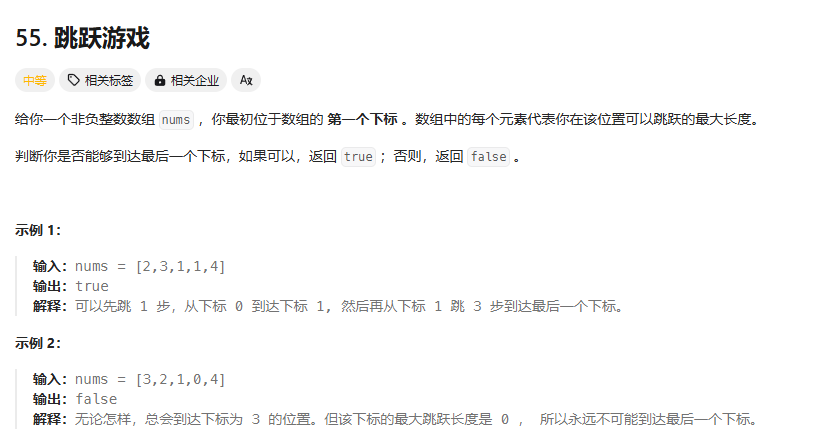 55. 跳跃游戏
中等 相关标签 相关企业 A文
给你一个非负整数数组 nums ，你最初位于数组的 第一个下标 。数组中的每个元素代表你在该位置可以跳跃的最大长度。
判断你是否能够到达最后一个下标，如果可以，返回 true ；否则，返回 false 。
示例 1：
输入：nums = [2,3,1,1,4]
输出：true
解释：可以先跳 1 步，从下标 0 到达下标 1, 然后再从下标 1 跳 3 步到达最后一个下标。
示例 2：
输入：nums = [3,2,1,0,4]
输出：false
解释：无论怎样，总会到达下标为 3 的位置。但该下标的最大跳跃长度是 0 ， 所以永远不可能到达最后一个下标。